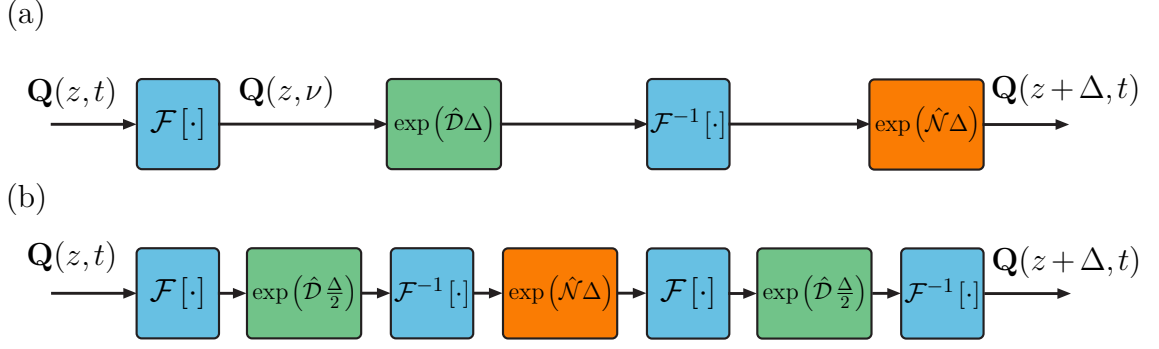 (a)
𝐐(z, t) 𝐐(z, ν) 𝐐(z + Δ, t)
ℱ[·] exp(𝒟̂Δ) ℱ⁻¹[·] exp(𝒩̂Δ)
(b)
𝐐(z, t) 𝐐(z + Δ, t)
ℱ[·] exp(𝒟̂ Δ/2) ℱ⁻¹[·] exp(𝒩̂Δ) ℱ[·] exp(𝒟̂ Δ/2) ℱ⁻¹[·]